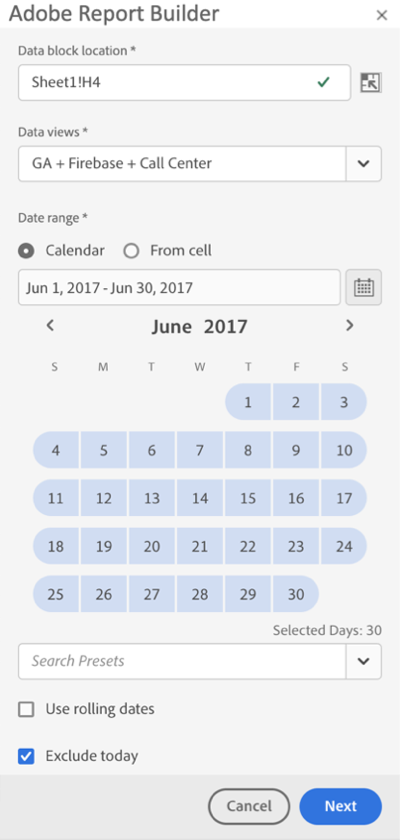 Adobe Report Builder
Data block location *
Sheet1!H4
Data views *
GA + Firebase + Call Center
Date range *
Calendar From cell
Jun 1, 2017 - Jun 30, 2017
June 2017
S M T W T F S
1 2 3
4 5 6 7 8 9 10
11 12 13 14 15 16 17
18 19 20 21 22 23 24
25 26 27 28 29 30
Selected Days: 30
Search Presets
Use rolling dates
Exclude today
Cancel Next